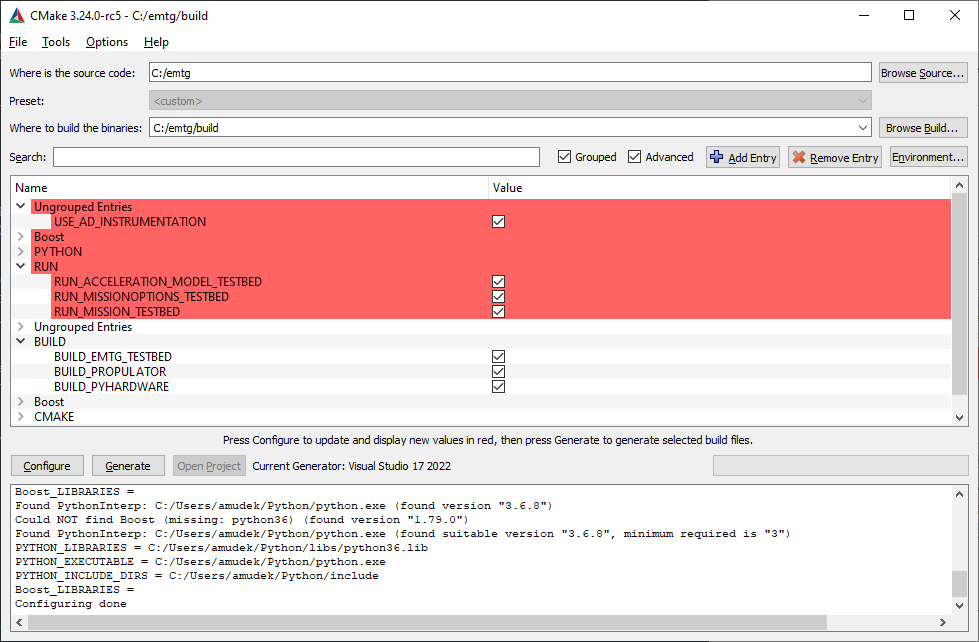 CMake 3.24.0-rc5 - C:/emtg/build
File Tools Options Help
Where is the source code: C:/emtg Browse Source...
Preset: <custom>
Where to build the binaries: C:/emtg/build Browse Build...
Search: Grouped Advanced Add Entry Remove Entry Environment...
Name Value
Ungrouped Entries
USE_AD_INSTRUMENTATION
Boost
PYTHON
RUN
RUN_ACCELERATION_MODEL_TESTBED
RUN_MISSIONOPTIONS_TESTBED
RUN_MISSION_TESTBED
Ungrouped Entries
BUILD
BUILD_EMTG_TESTBED
BUILD_PROPULATOR
BUILD_PYHARDWARE
Boost
CMAKE
Press Configure to update and display new values in red, then press Generate to generate selected build files.
Configure Generate Open Project Current Generator: Visual Studio 17 2022
Boost_LIBRARIES =
Found PythonInterp: C:/Users/amudek/Python/python.exe (found version "3.6.8")
Could NOT find Boost (missing: python36) (found version "1.79.0")
Found PythonInterp: C:/Users/amudek/Python/python.exe (found suitable version "3.6.8", minimum required is "3")
PYTHON_LIBRARIES = C:/Users/amudek/Python/libs/python36.lib
PYTHON_EXECUTABLE = C:/Users/amudek/Python/python.exe
PYTHON_INCLUDE_DIRS = C:/Users/amudek/Python/include
Boost_LIBRARIES =
Configuring done